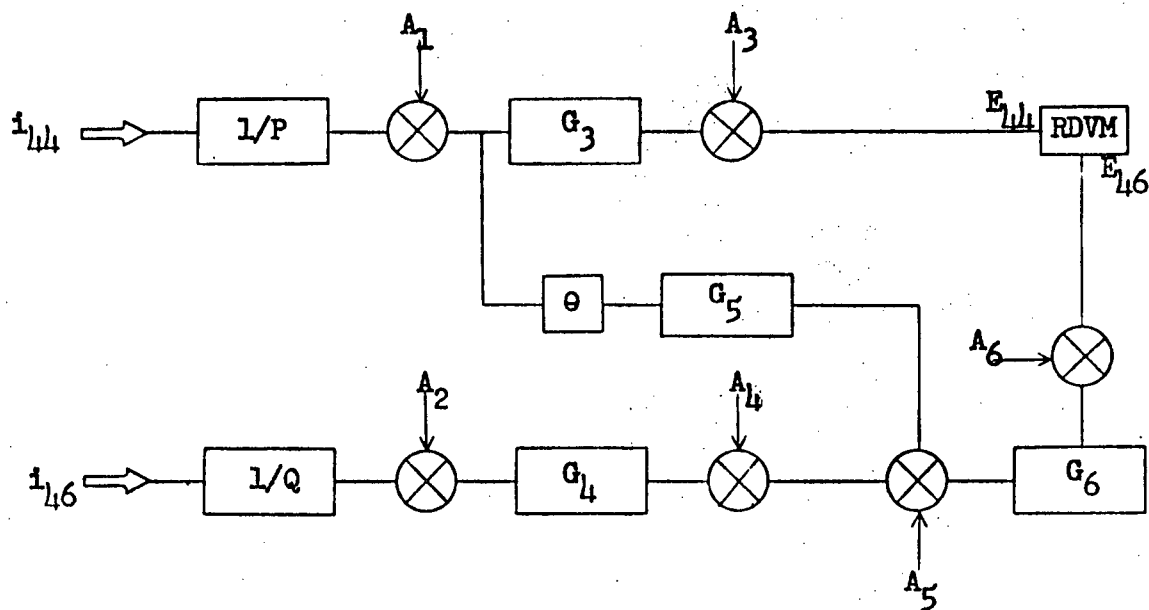 A₁
A₃
i₄₄
1/P
G₃
E₄₄
RDVM
E₄₆
θ
G₅
A₆
A₂
A₄
i₄₆
1/Q
G₄
G₆
A₅